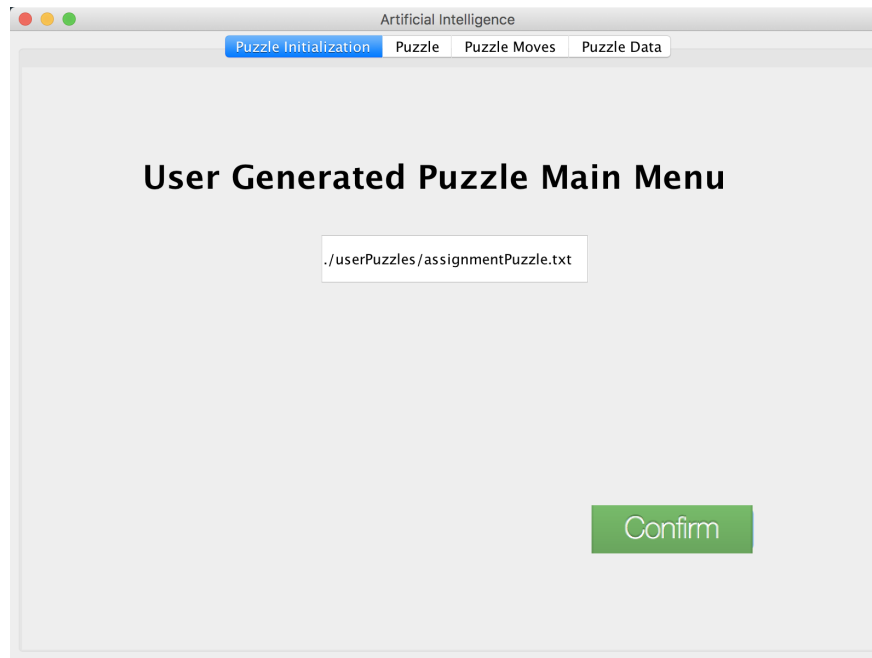 Artificial Intelligence
Puzzle Initialization Puzzle Puzzle Moves Puzzle Data
User Generated Puzzle Main Menu
./userPuzzles/assignmentPuzzle.txt
Confirm